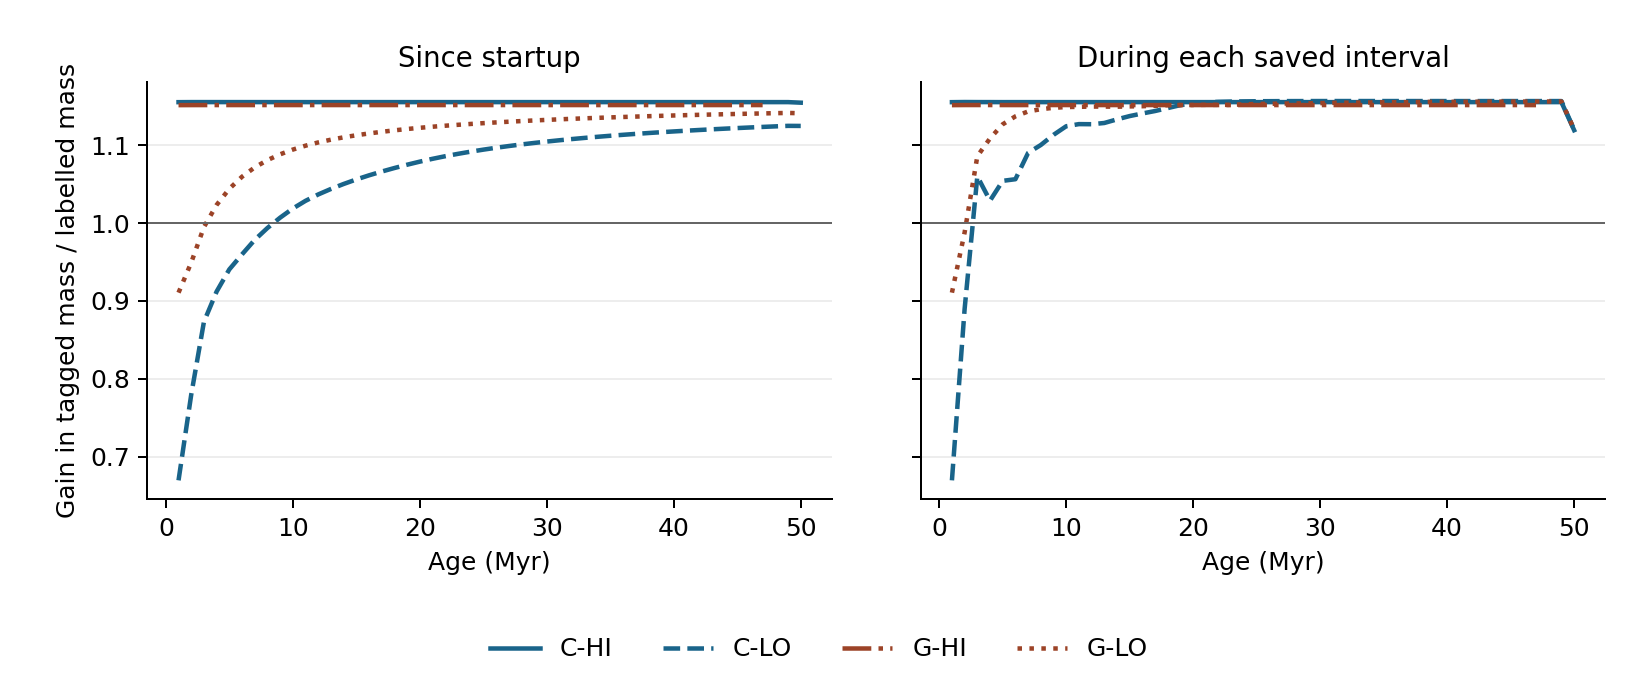 Since startup
During each saved interval
Gain in tagged mass / labelled mass
1.1
1.0
0.9
0.8
0.7
0 10 20 30 40 50
0 10 20 30 40 50
Age (Myr)
Age (Myr)
C-HI C-LO G-HI G-LO